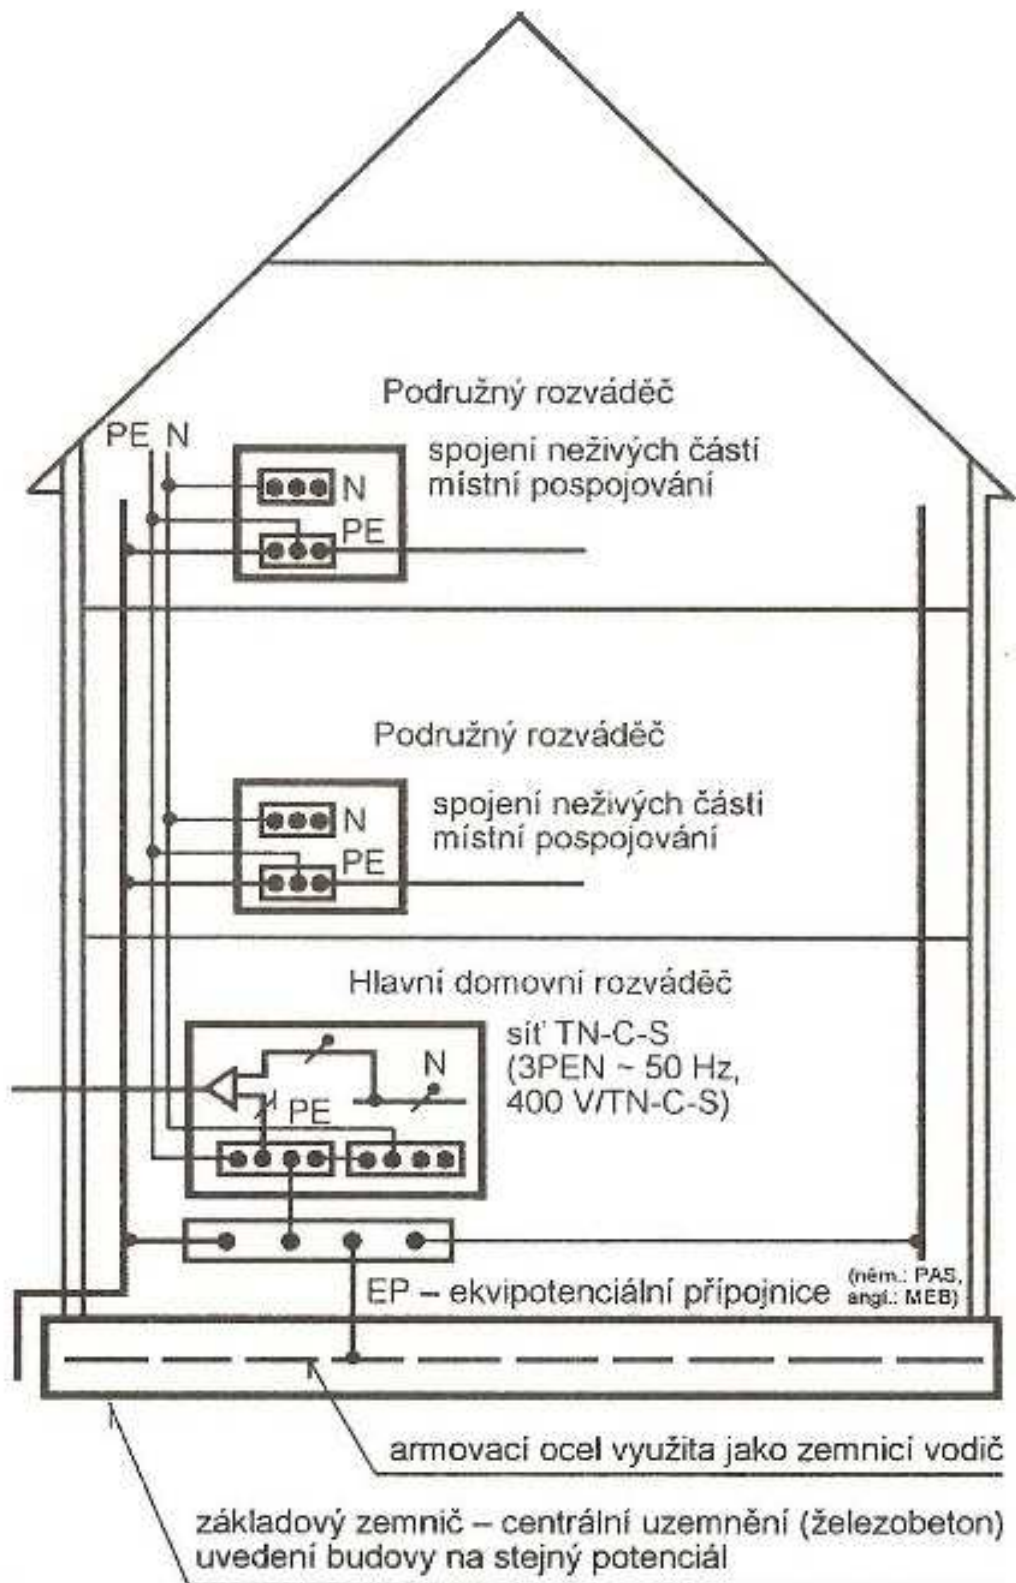 Podružný rozváděč
PE N
spojení neživých částí
místní pospojování
N
PE
Podružný rozváděč
spojení neživých částí
místní pospojování
N
PE
Hlavní domovní rozváděč
síť TN-C-S
(3PEN ~ 50 Hz,
400 V/TN-C-S)
N
PE
EP – ekvipotenciální přípojnice (něm.: PAS,
angl.: MEB)
armovací ocel využita jako zemnicí vodič
základový zemnič – centrální uzemnění (železobeton)
uvedení budovy na stejný potenciál